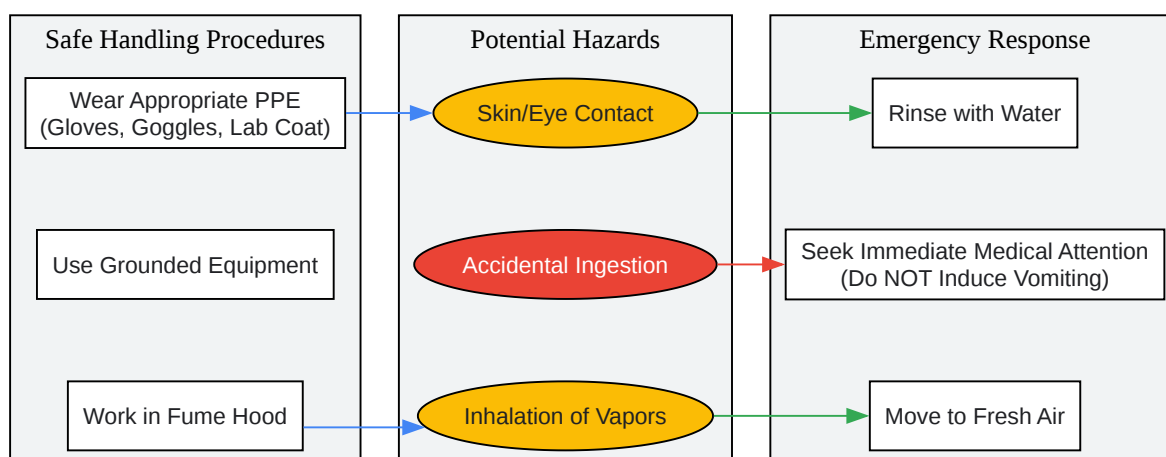 Safe Handling Procedures
Wear Appropriate PPE
(Gloves, Goggles, Lab Coat)
Use Grounded Equipment
Work in Fume Hood
Potential Hazards
Skin/Eye Contact
Accidental Ingestion
Inhalation of Vapors
Emergency Response
Rinse with Water
Seek Immediate Medical Attention
(Do NOT Induce Vomiting)
Move to Fresh Air